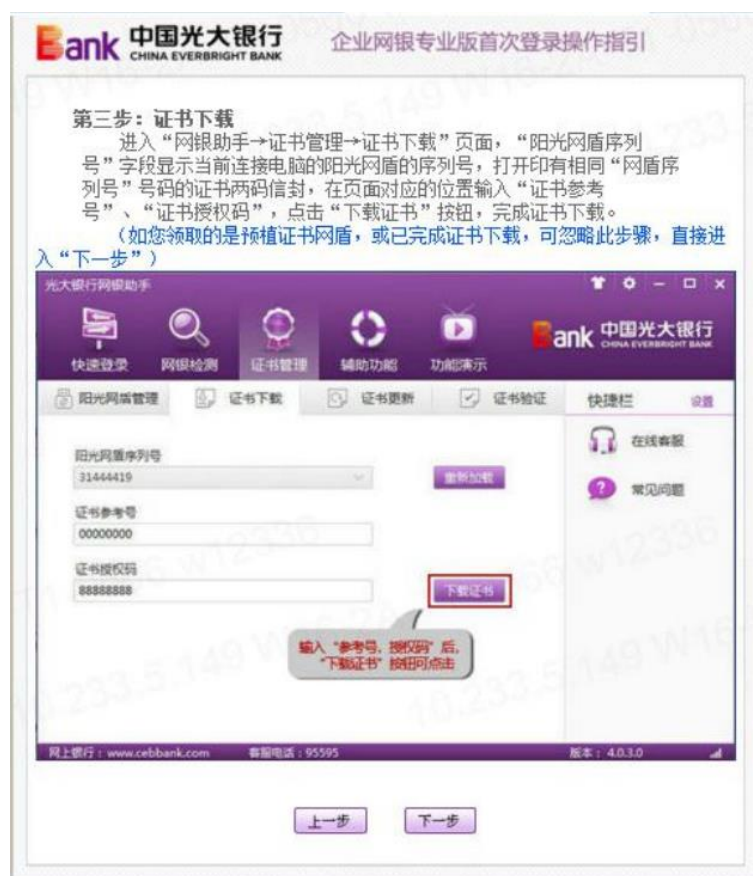 Bank 中国光大银行 CHINA EVERBRIGHT BANK
企业网银专业版首次登录操作指引
第三步：证书下载
进入“网银助手→证书管理→证书下载”页面，“阳光网盾序列
号”字段显示当前连接电脑的阳光网盾的序列号，打开印有相同“网盾序
列号”号码的证书两码信封，在页面对应的位置输入“证书参考
号”、“证书授权码”，点击“下载证书”按钮，完成证书下载。
（如您领取的是预植证书网盾，或已完成证书下载，可忽略此步骤，直接进
入“下一步”）
光大银行网银助手
快速登录 网银检测 证书管理 辅助功能 功能演示
Bank 中国光大银行 CHINA EVERBRIGHT BANK
阳光网盾管理 证书下载 证书更新 证书验证 快捷栏 设置
在线客服
阳光网盾序列号
31444419 重新加载
常见问题
证书参考号
00000000
证书授权码
88888888 下载证书
输入“参考号，授权码”后，
“下载证书”按钮可点击
网上银行：www.cebbank.com 客服电话：95595 版本：4.0.3.0
上一步 下一步